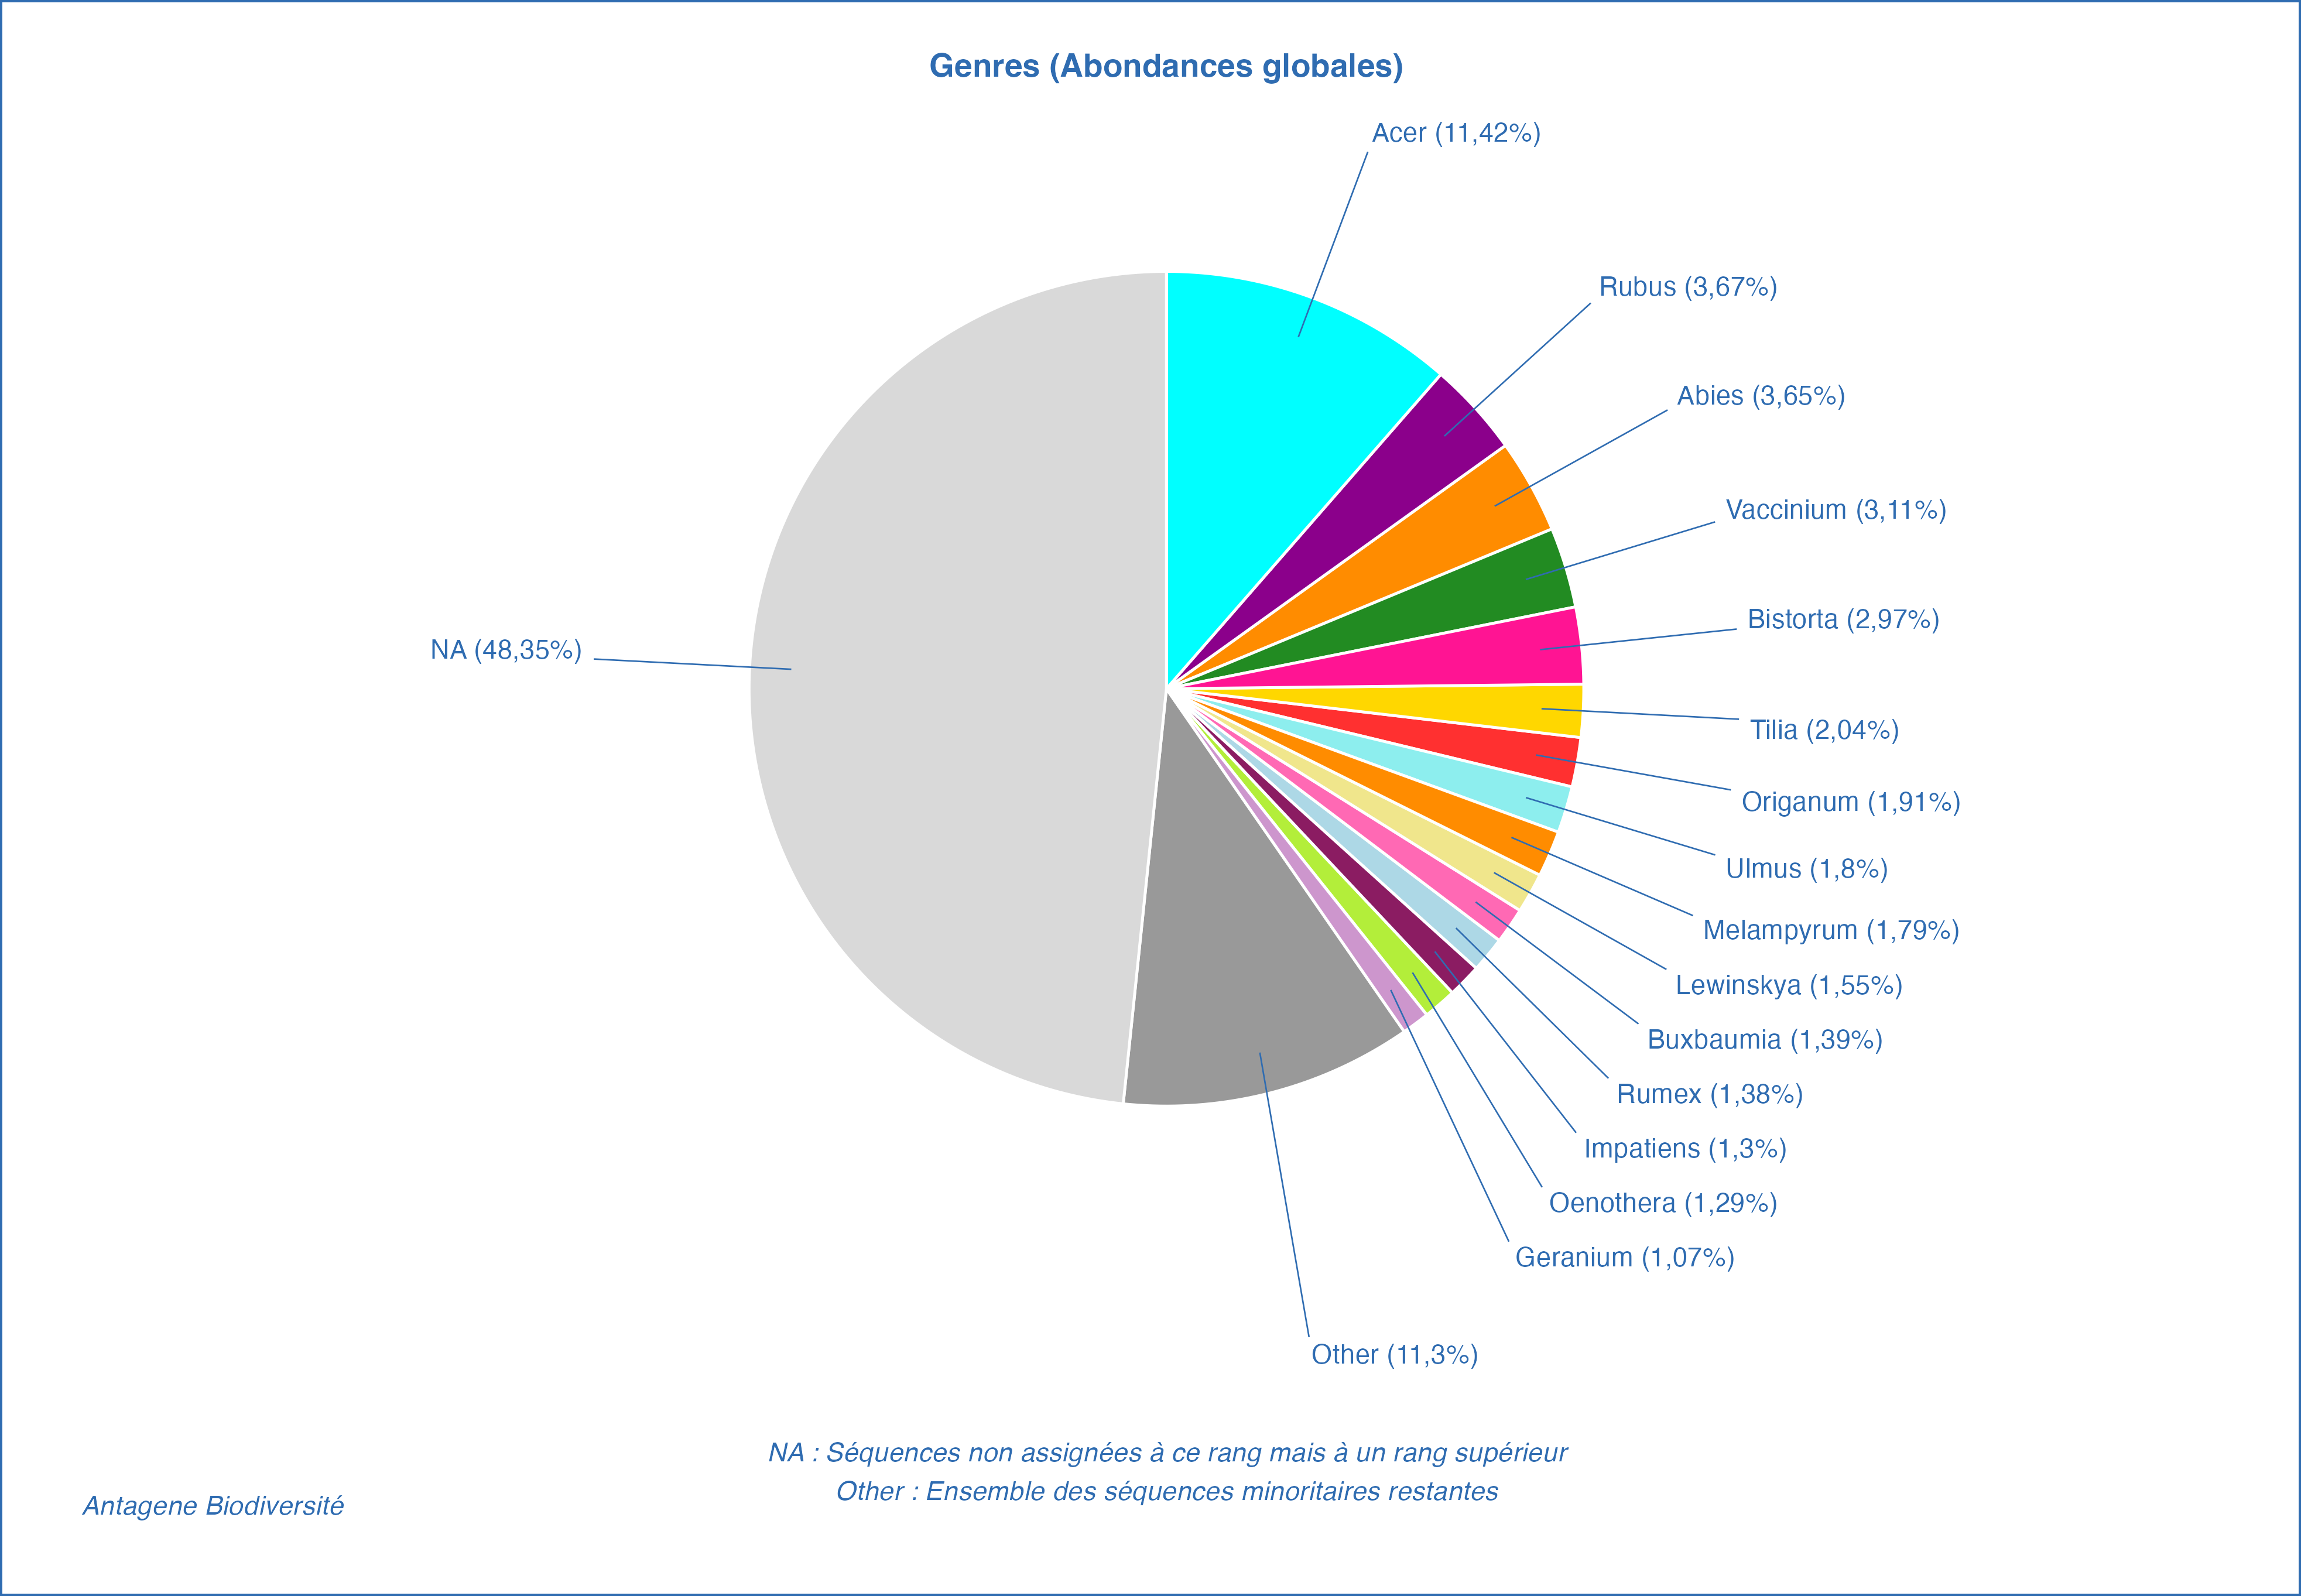 Genres (Abondances globales)
Acer (11,42%)
Rubus (3,67%)
Abies (3,65%)
Vaccinium (3,11%)
Bistorta (2,97%)
NA (48,35%)
Tilia (2,04%)
Origanum (1,91%)
Ulmus (1,8%)
Melampyrum (1,79%)
Lewinskya (1,55%)
Buxbaumia (1,39%)
Rumex (1,38%)
Impatiens (1,3%)
Oenothera (1,29%)
Geranium (1,07%)
Other (11,3%)
NA : Séquences non assignées à ce rang mais à un rang supérieur
Other : Ensemble des séquences minoritaires restantes
Antagene Biodiversité